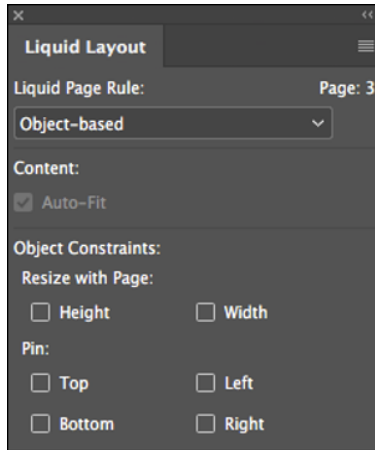 Liquid Layout
Liquid Page Rule: Page: 3
Object-based
Content:
Auto-Fit
Object Constraints:
Resize with Page:
Height Width
Pin:
Top Left
Bottom Right